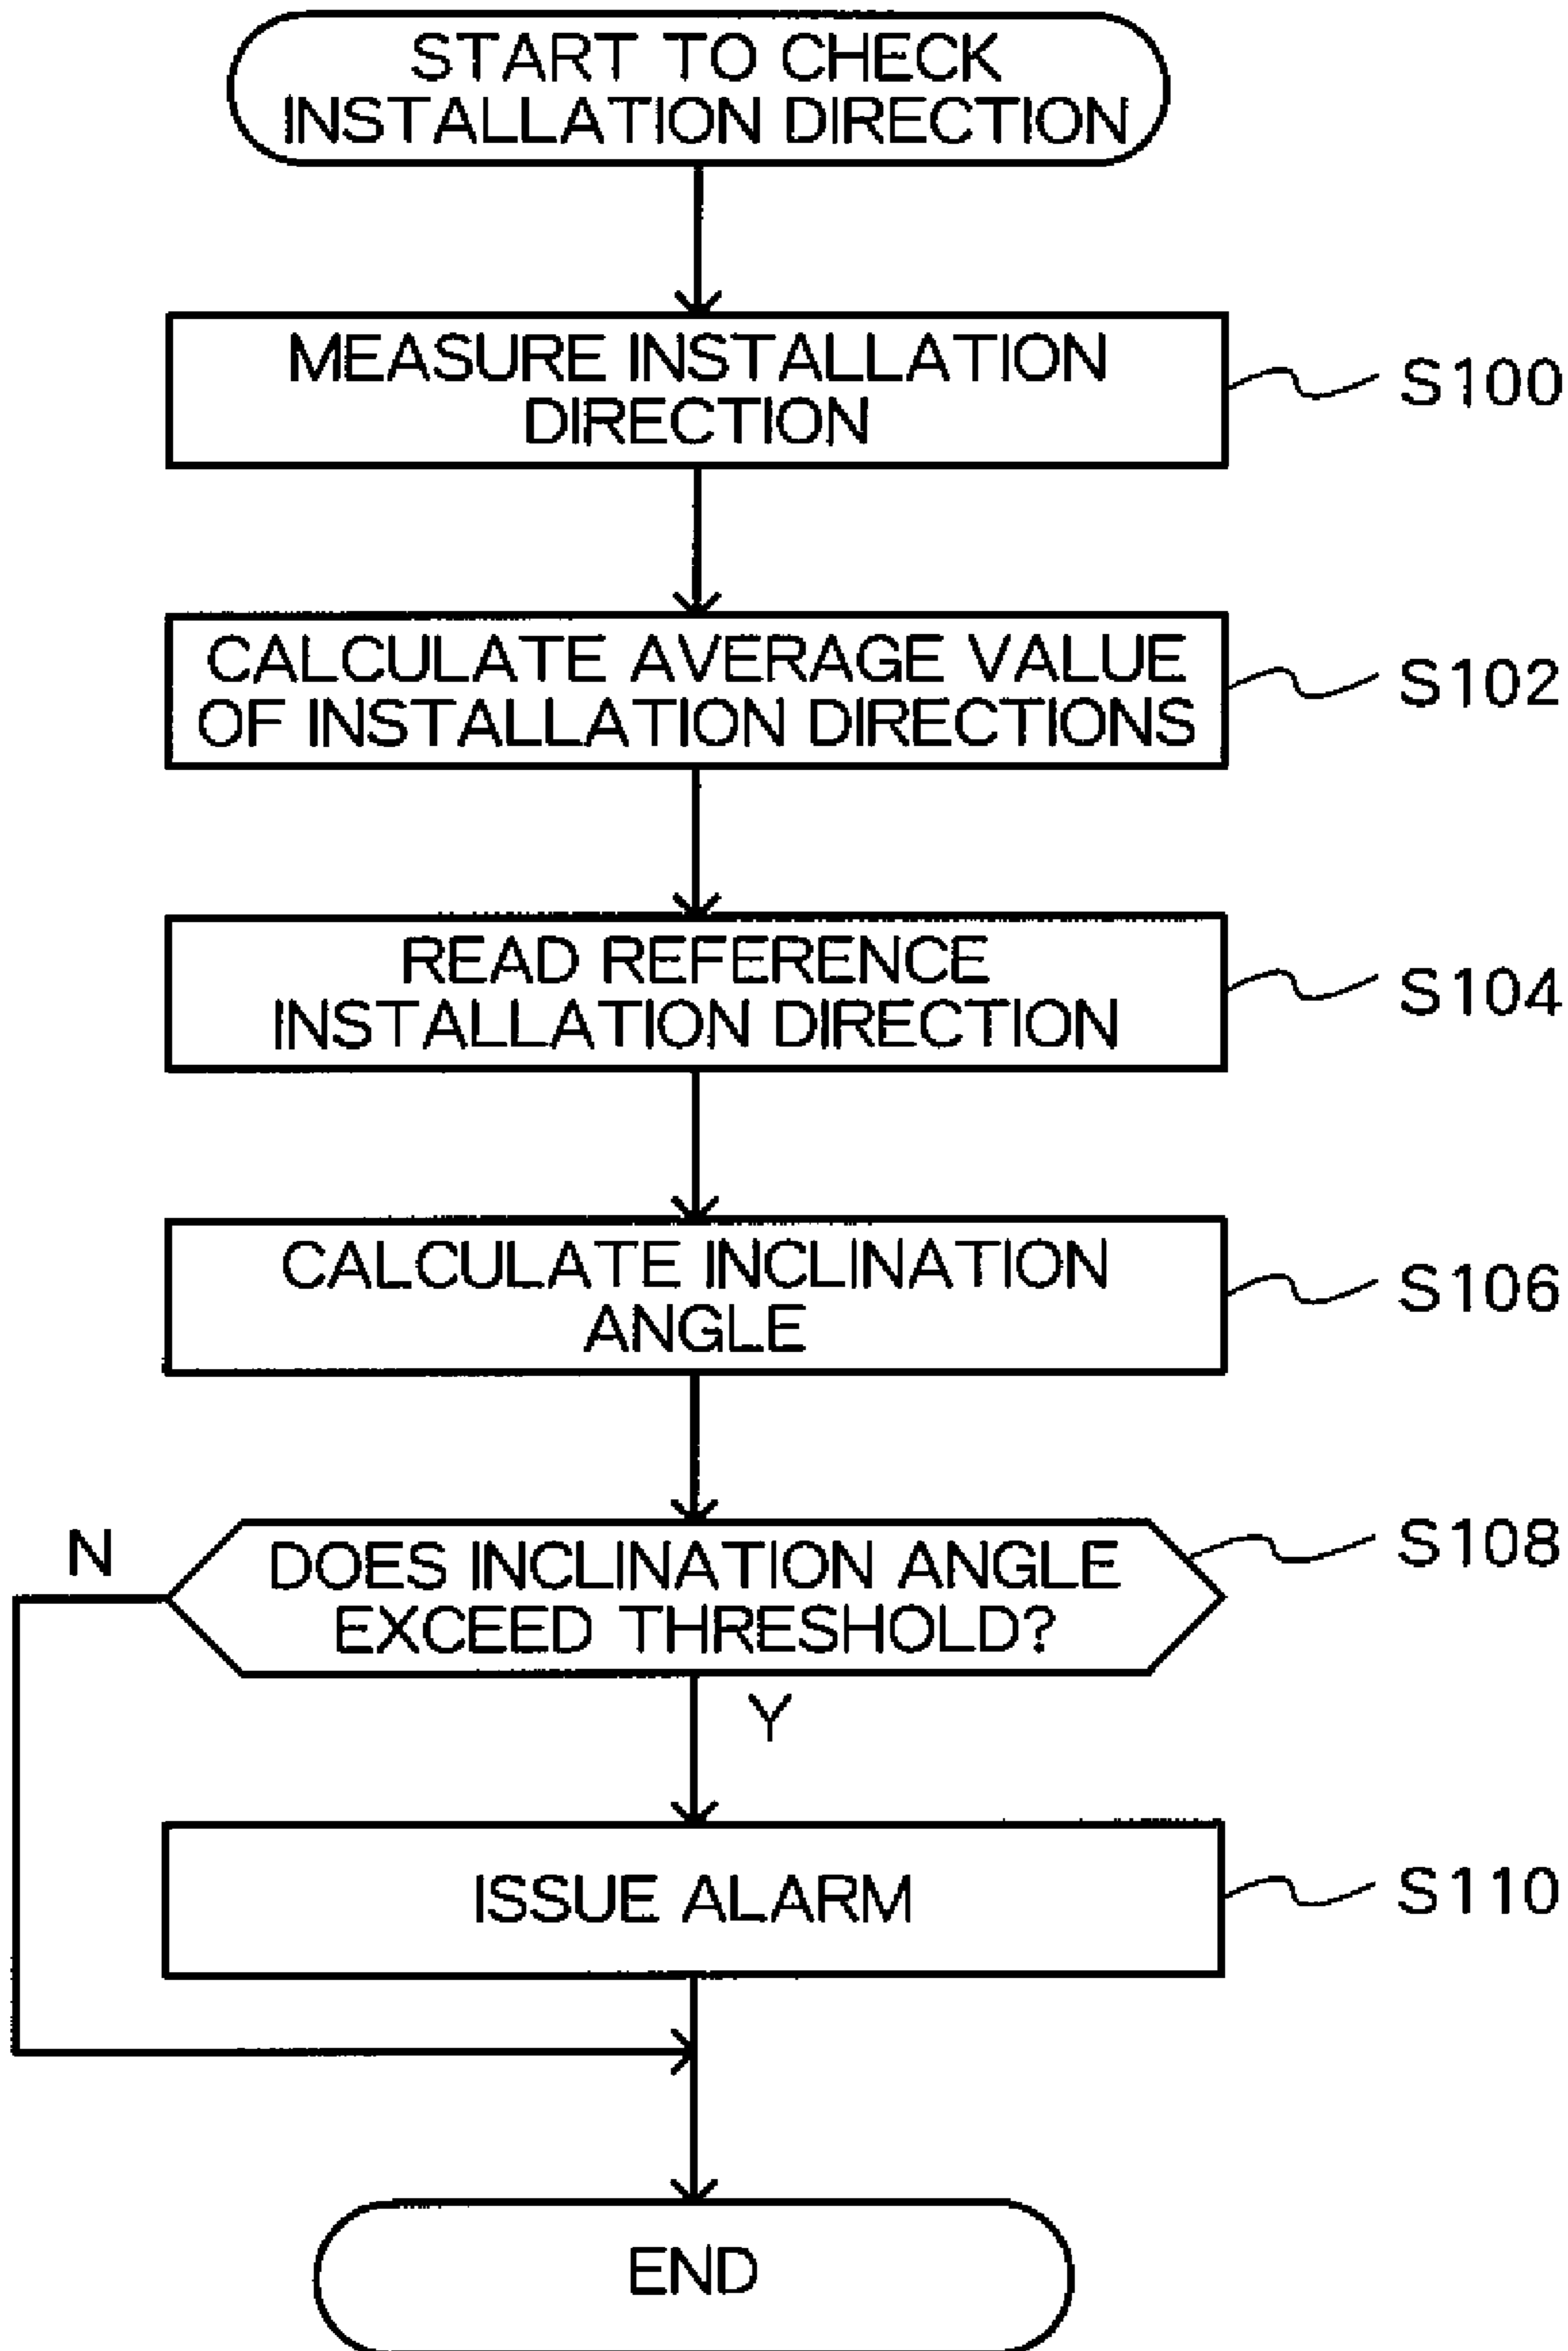 START TO CHECK
INSTALLATION DIRECTION
MEASURE INSTALLATION
DIRECTION
S100
CALCULATE AVERAGE VALUE
OF INSTALLATION DIRECTIONS
S102
READ REFERENCE
INSTALLATION DIRECTION
S104
CALCULATE INCLINATION
ANGLE
S106
N
DOES INCLINATION ANGLE
EXCEED THRESHOLD?
S108
Y
ISSUE ALARM
S110
END